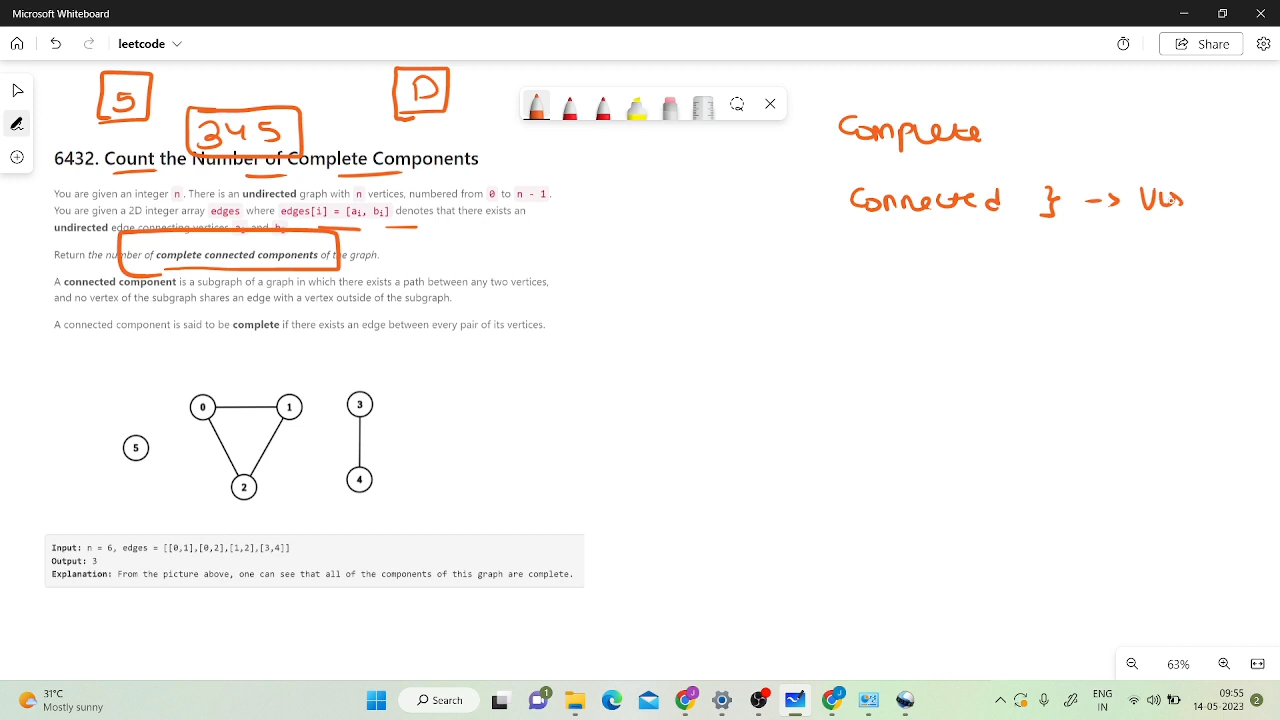 Microsoft Whiteboard
leetcode
Share
5
D
345
Complete
6432. Count the Number of Complete Components
You are given an integer n. There is an undirected graph with n vertices, numbered from 0 to n - 1.
You are given a 2D integer array edges where edges[i] = [ai, bi] denotes that there exists an
undirected edge connecting vertices ai and bi.
Connected } -> Vis
Return the number of complete connected components of the graph.
A connected component is a subgraph of a graph in which there exists a path between any two vertices,
and no vertex of the subgraph shares an edge with a vertex outside of the subgraph.
A connected component is said to be complete if there exists an edge between every pair of its vertices.
0 1 3
5
2 4
Input: n = 6, edges = [[0,1],[0,2],[1,2],[3,4]]
Output: 3
Explanation: From the picture above, one can see that all of the components of this graph are complete.
63%
31°C
Mostly sunny
Search
1
ENG
IN
09:55
14-05-2023
2